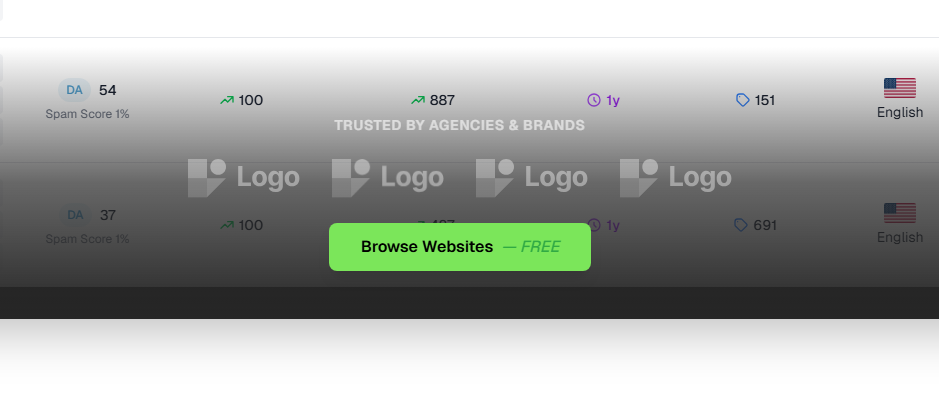 DA 54
Spam Score 1%
100
887
1y
151
English
TRUSTED BY AGENCIES & BRANDS
Logo Logo Logo Logo
DA 37
Spam Score 1%
100
1y
691
English
Browse Websites — FREE